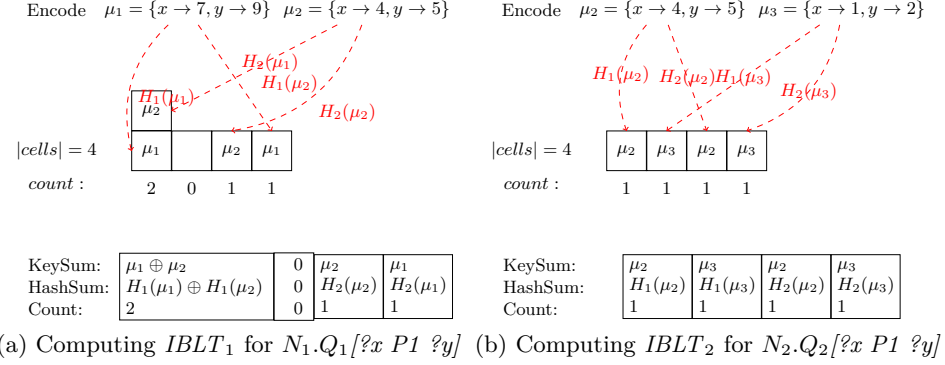 Encode μ₁ = {x → 7, y → 9} μ₂ = {x → 4, y → 5}
H₂(μ₁)
H₁(μ₂)
H₁(μ₁)
H₂(μ₂)
μ₂
|cells| = 4 μ₁ μ₂ μ₁
count : 2 0 1 1
KeySum: μ₁ ⊕ μ₂ 0 μ₂ μ₁
HashSum: H₁(μ₁) ⊕ H₁(μ₂) 0 H₂(μ₂) H₂(μ₁)
Count: 2 0 1 1
(a) Computing IBLT₁ for N₁.Q₁[?x P1 ?y]
Encode μ₂ = {x → 4, y → 5} μ₃ = {x → 1, y → 2}
H₁(μ₂) H₂(μ₂) H₁(μ₃)
H₂(μ₃)
|cells| = 4 μ₂ μ₃ μ₂ μ₃
count : 1 1 1 1
KeySum: μ₂ μ₃ μ₂ μ₃
HashSum: H₁(μ₂) H₁(μ₃) H₂(μ₂) H₂(μ₃)
Count: 1 1 1 1
(b) Computing IBLT₂ for N₂.Q₂[?x P1 ?y]